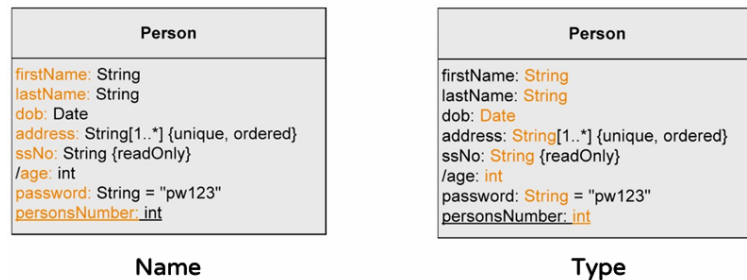 Person
firstName: String
lastName: String
dob: Date
address: String[1..*] {unique, ordered}
ssNo: String {readOnly}
/age: int
password: String = "pw123"
personsNumber: int
Name
Person
firstName: String
lastName: String
dob: Date
address: String[1..*] {unique, ordered}
ssNo: String {readOnly}
/age: int
password: String = "pw123"
personsNumber: int
Type